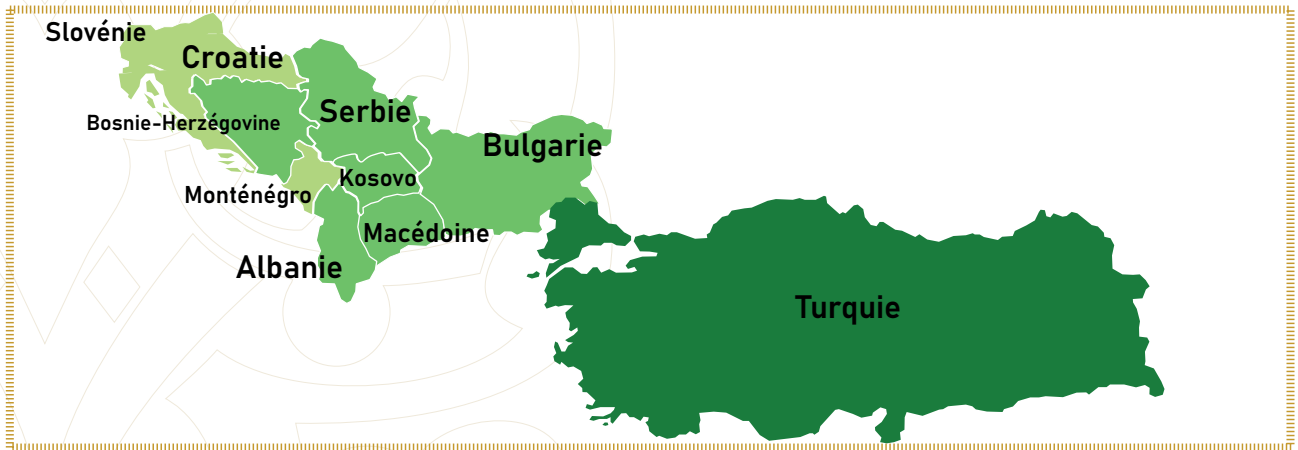 Slovénie
Croatie
Serbie
Bosnie-Herzégovine
Bulgarie
Kosovo
Monténégro
Macédoine
Albanie
Turquie